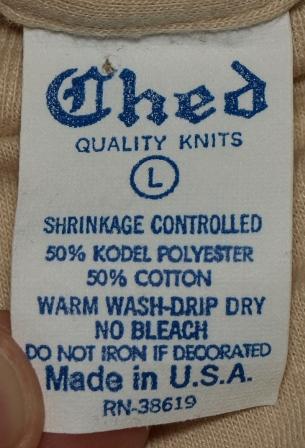 Ched
QUALITY KNITS
L
SHRINKAGE CONTROLLED
50% KODEL POLYESTER
50% COTTON
WARM WASH-DRIP DRY
NO BLEACH
DO NOT IRON IF DECORATED
Made in U.S.A.
RN-38619